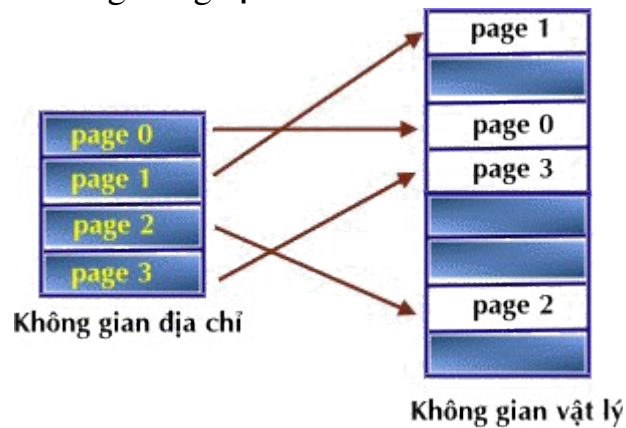 page 0
page 1
page 2
page 3
Không gian địa chỉ
page 1
page 0
page 3
page 2
Không gian vật lý